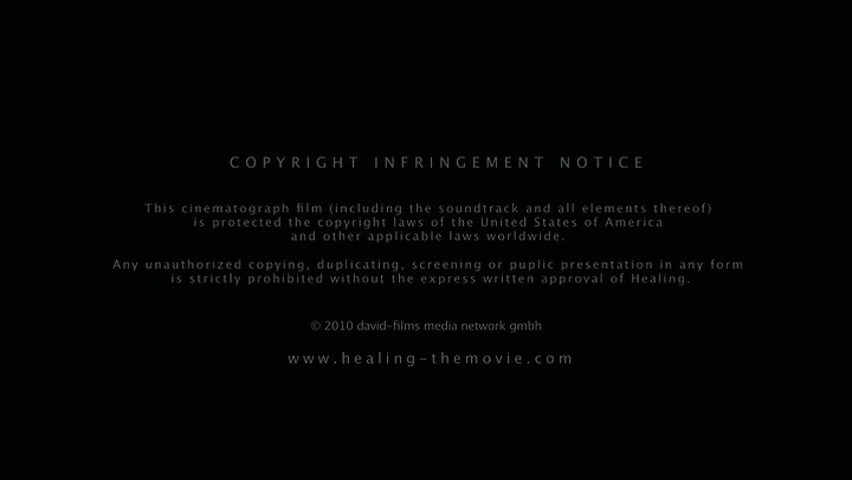 COPYRIGHT INFRINGEMENT NOTICE
This cinematograph film (including the soundtrack and all elements thereof)
is protected the copyright laws of the United States of America
and other applicable laws worldwide.
Any unauthorized copying, duplicating, screening or puplic presentation in any form
is strictly prohibited without the express written approval of Healing.
© 2010 david-films media network gmbh
www.healing-themovie.com